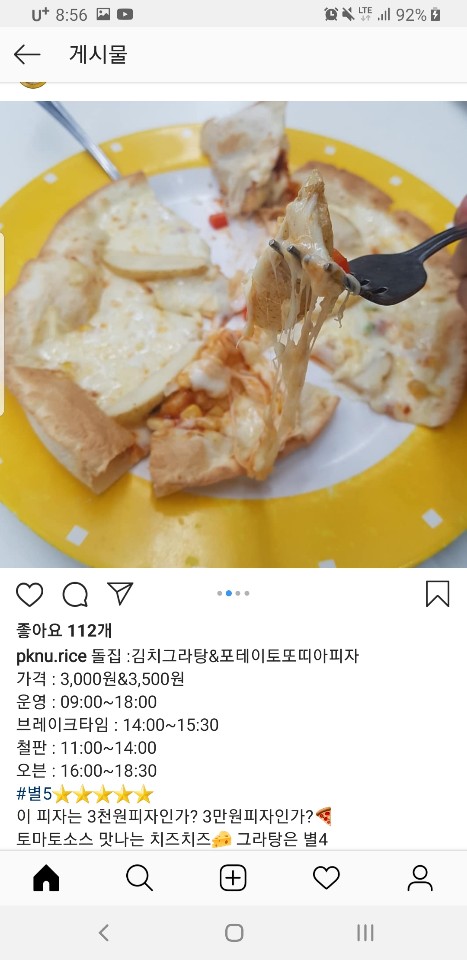 U+ 8:56 LTE 92%
게시물
좋아요 112개
pknu.rice 돌집 :김치그라탕&포테이토또띠아피자
가격 : 3,000원&3,500원
운영 : 09:00~18:00
브레이크타임 : 14:00~15:30
철판 : 11:00~14:00
오븐 : 16:00~18:30
#별5⭐⭐⭐⭐⭐
이 피자는 3천원피자인가? 3만원피자인가?🍕
토마토소스 맛나는 치즈치즈🧀 그라탕은 별4